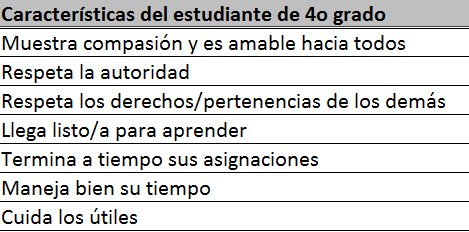 Características del estudiante de 4o grado
Muestra compasión y es amable hacia todos
Respeta la autoridad
Respeta los derechos/pertenencias de los demás
Llega listo/a para aprender
Termina a tiempo sus asignaciones
Maneja bien su tiempo
Cuida los útiles